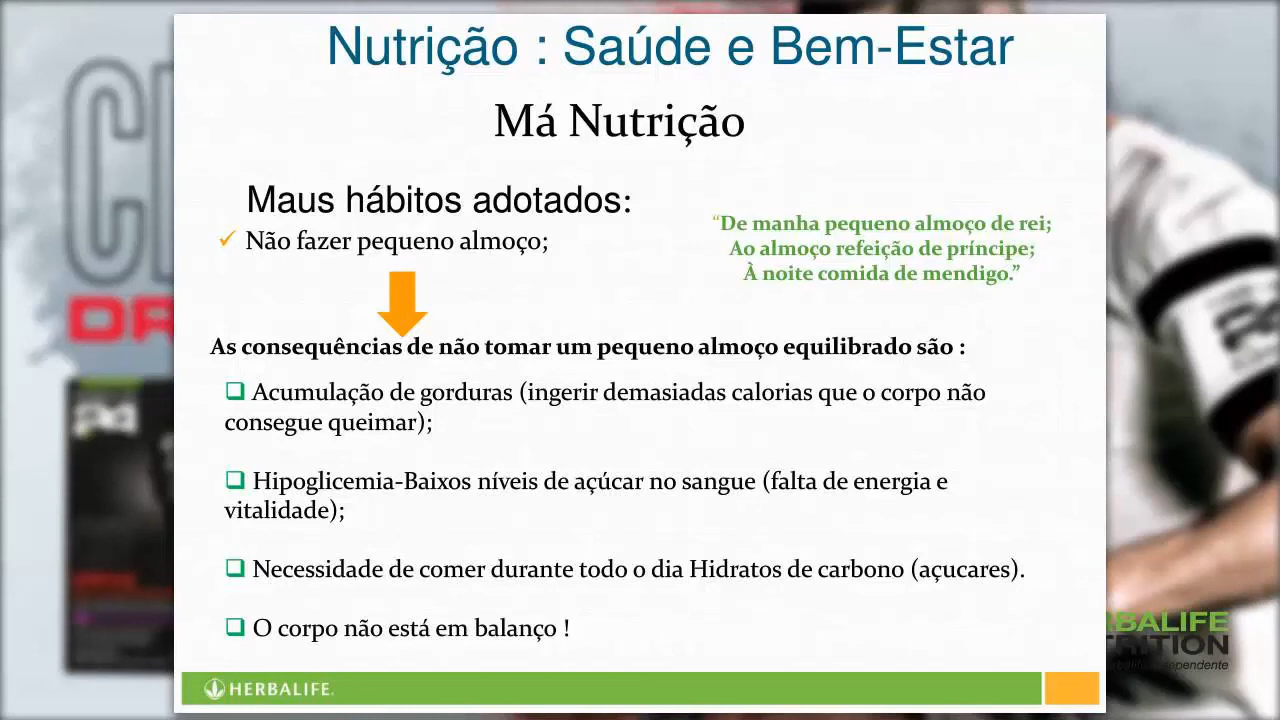 Nutrição : Saúde e Bem-Estar
Má Nutrição
Maus hábitos adotados:
Não fazer pequeno almoço;
“De manha pequeno almoço de rei;
Ao almoço refeição de príncipe;
À noite comida de mendigo.”
As consequências de não tomar um pequeno almoço equilibrado são :
Acumulação de gorduras (ingerir demasiadas calorias que o corpo não
consegue queimar);
Hipoglicemia-Baixos níveis de açúcar no sangue (falta de energia e
vitalidade);
Necessidade de comer durante todo o dia Hidratos de carbono (açucares).
O corpo não está em balanço !
HERBALIFE